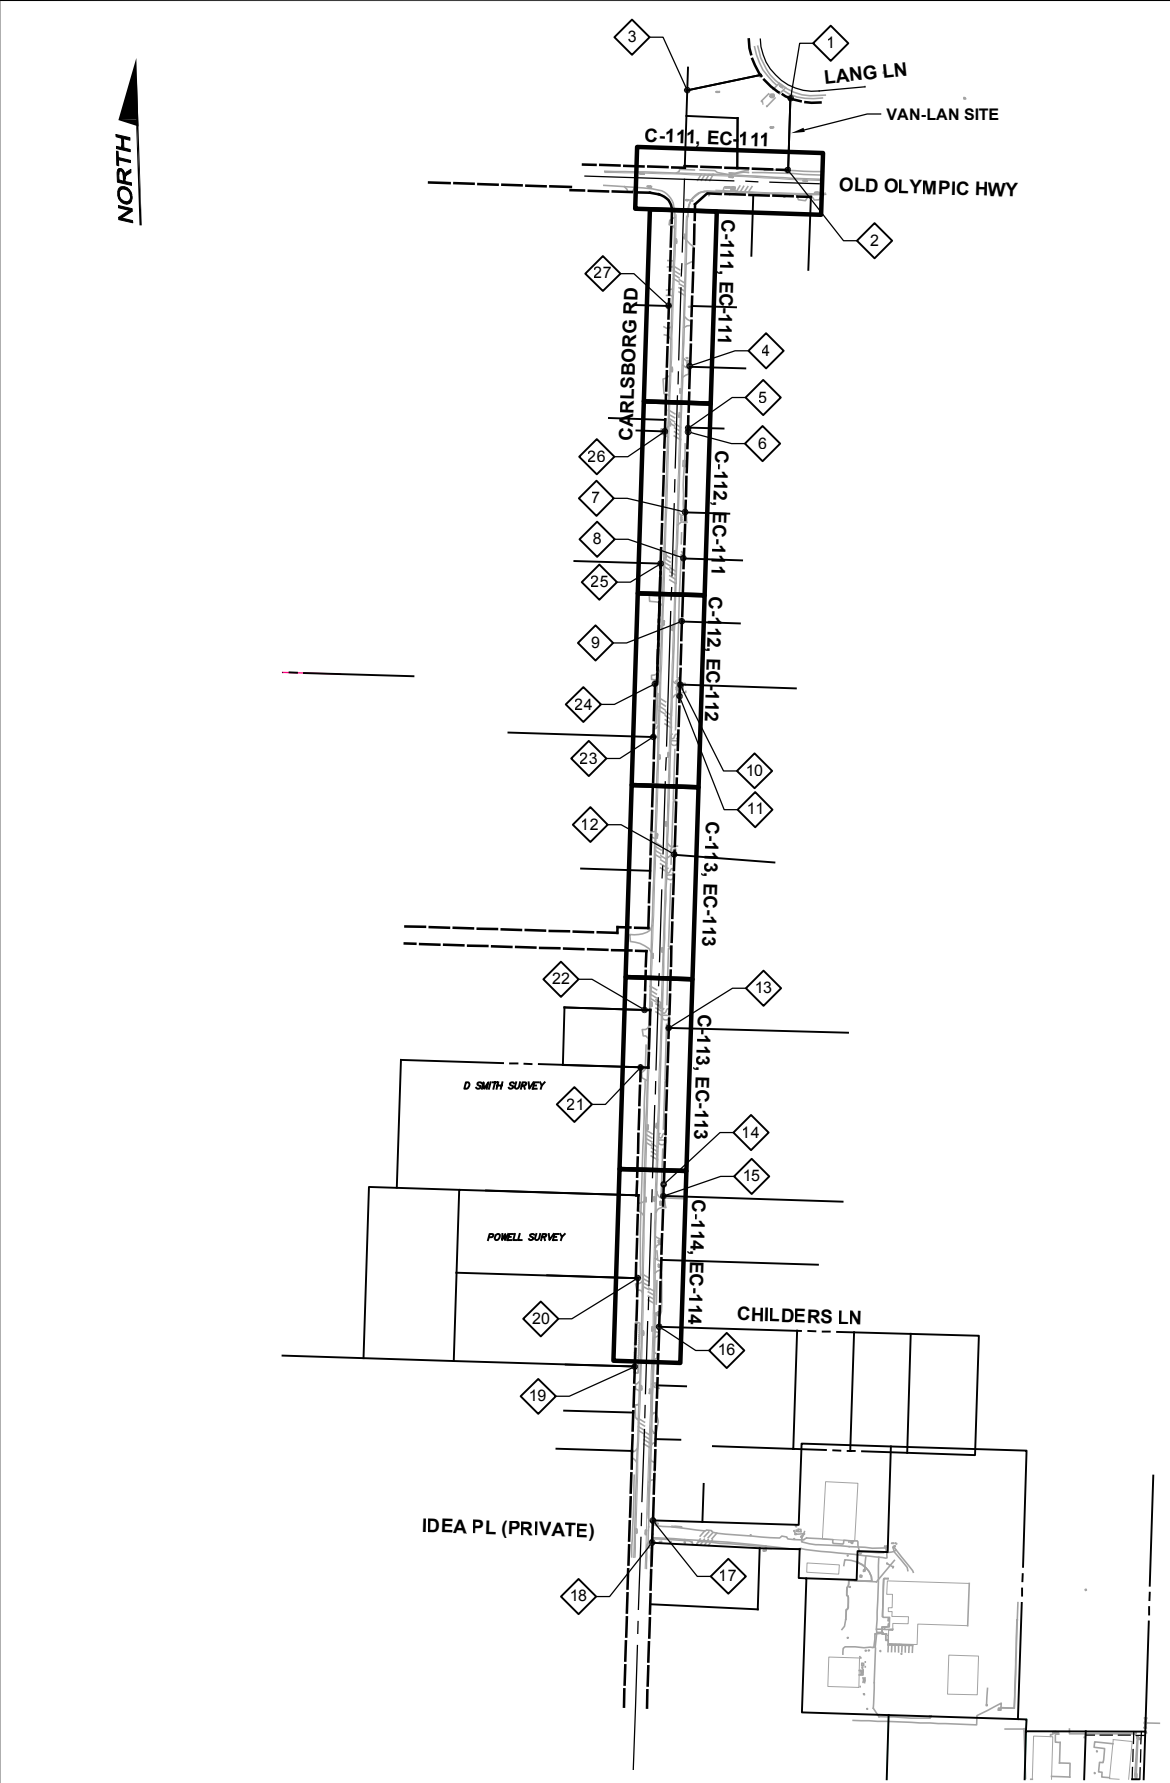 3
1
LANG LN
VAN-LAN SITE
C-111, EC-111
NORTH
OLD OLYMPIC HWY
2
C-111, EC-111
27
CARLSBORG RD
4
5
6
26
C-112, EC-111
7
8
25
C-112, EC-112
9
24
23
10
11
12
C-113, EC-113
22
13
C-113, EC-113
D SMITH SURVEY
21
14
15
C-114, EC-114
POWELL SURVEY
20
CHILDERS LN
16
19
IDEA PL (PRIVATE)
17
18